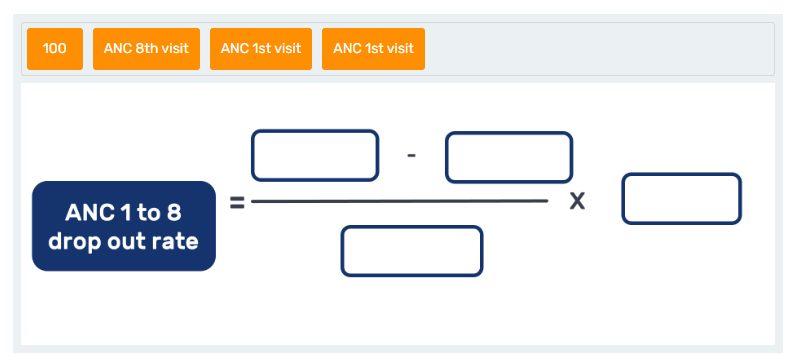 100 ANC 8th visit ANC 1st visit ANC 1st visit
-
ANC 1 to 8
drop out rate
=
X